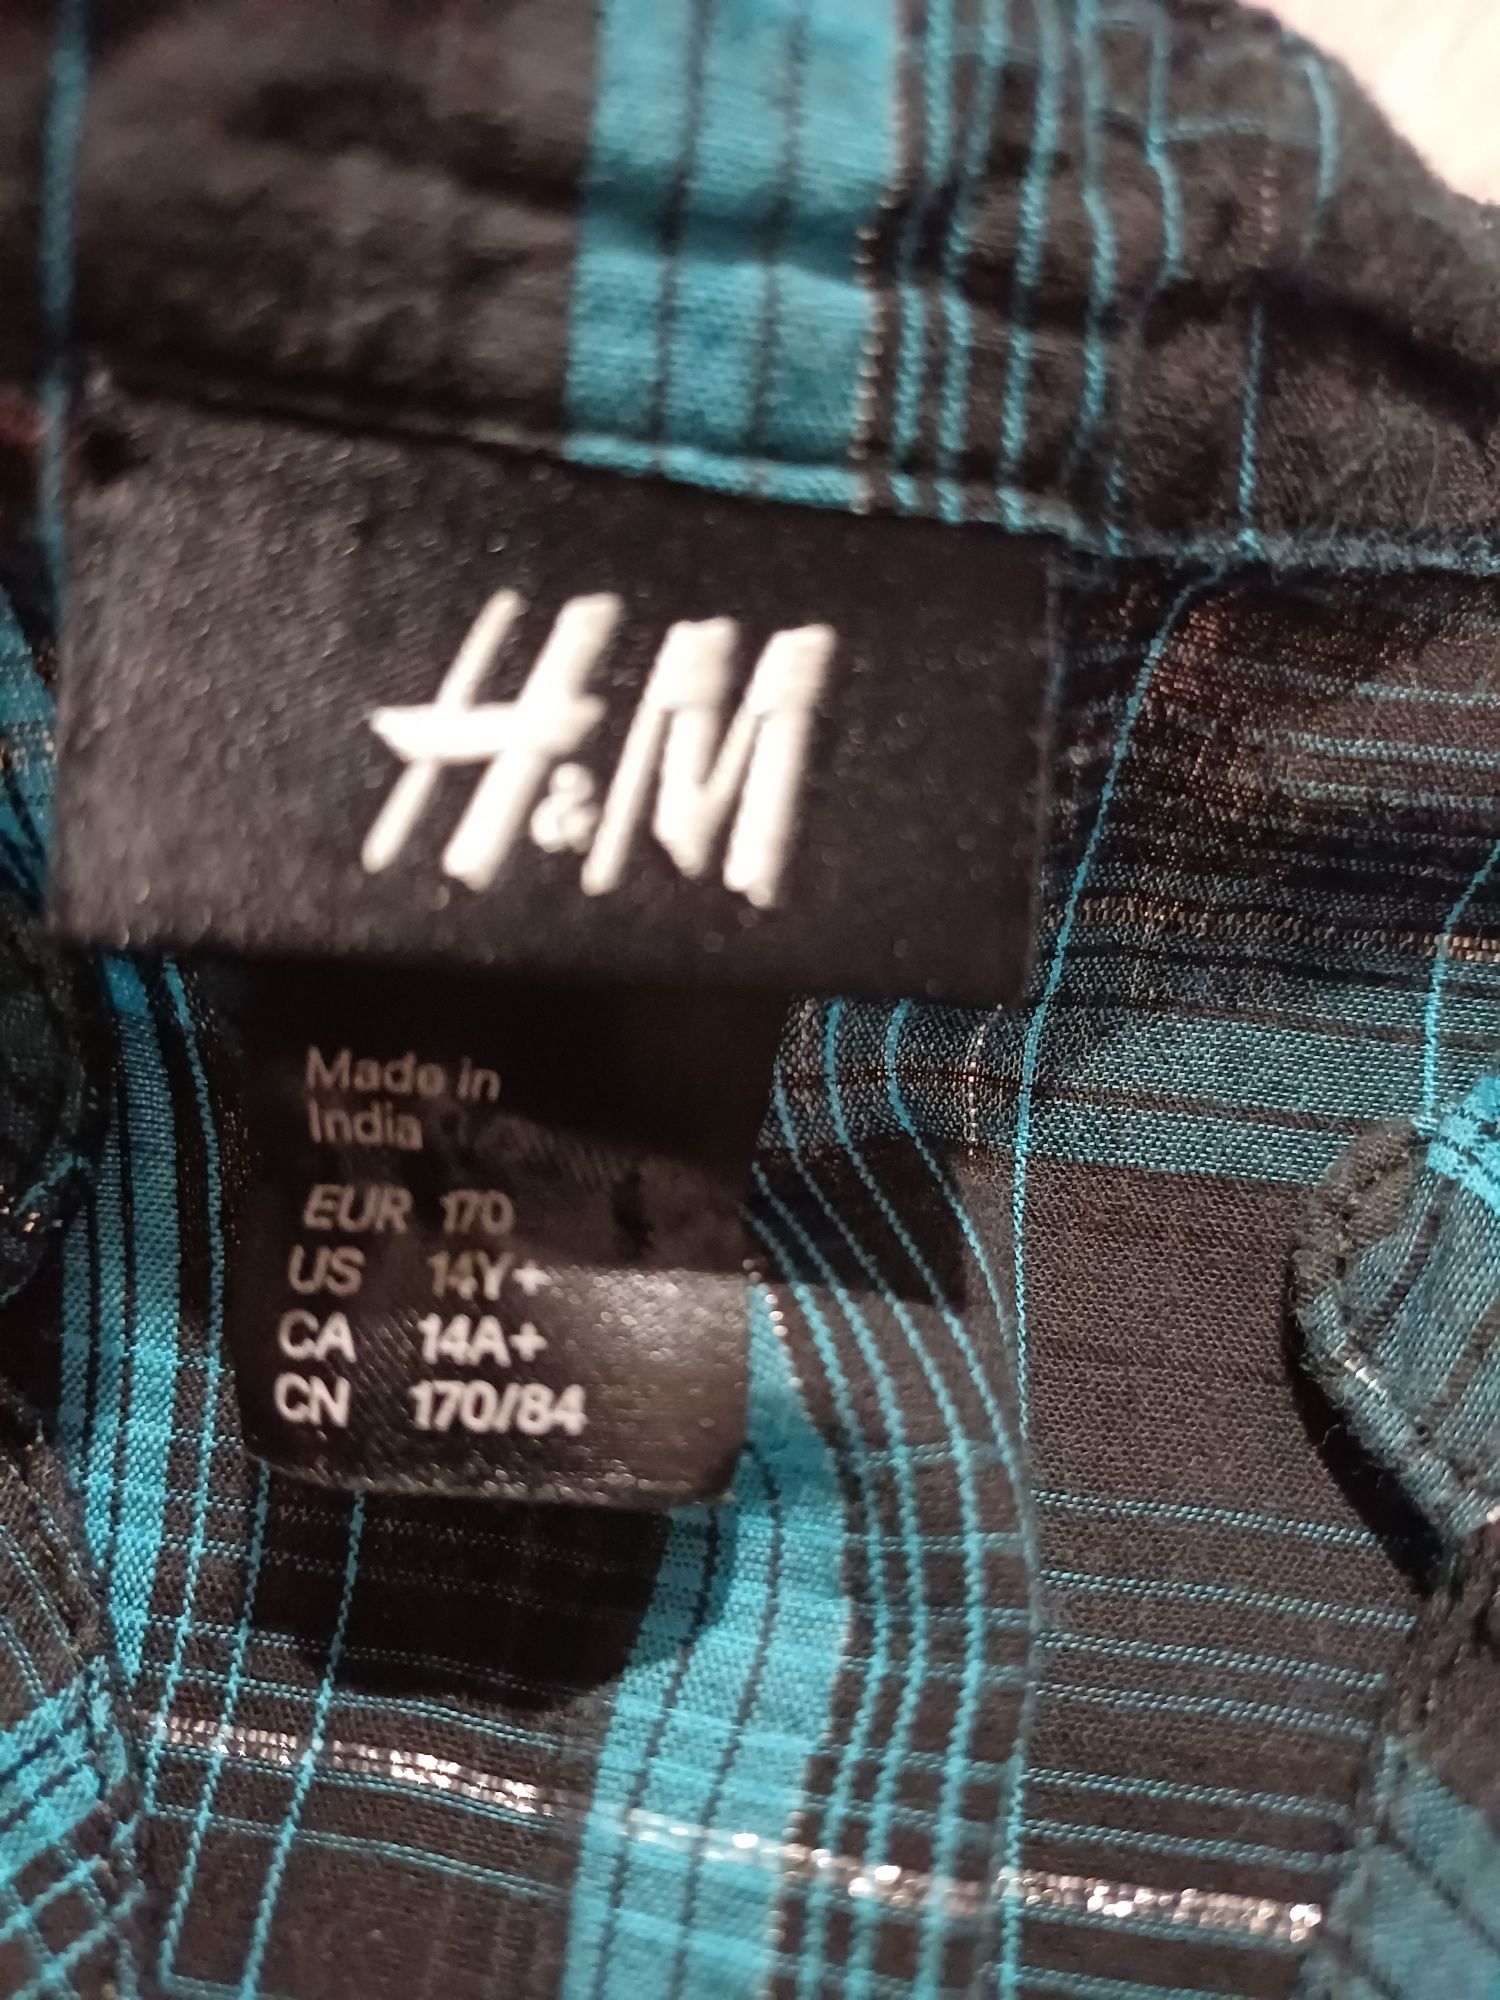 H&M
Made in
India
EUR 170
US 14Y+
CA 14A+
CN 170/84